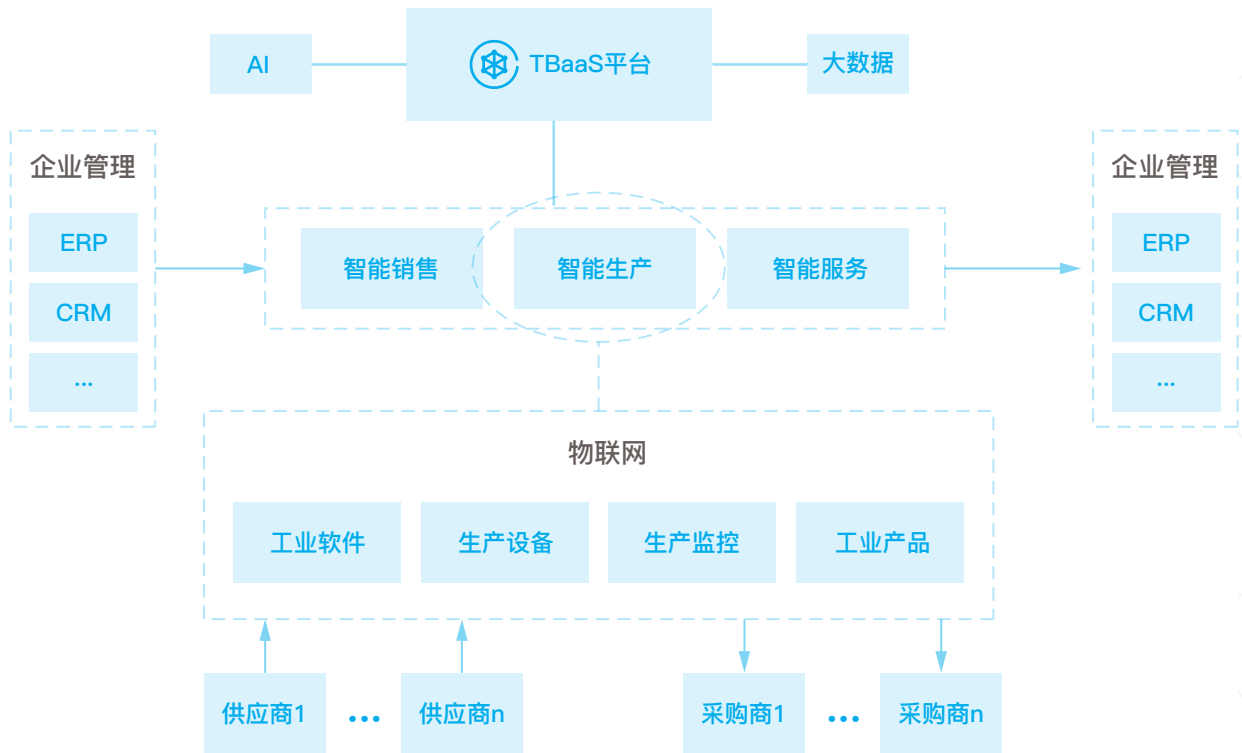 AI
TBaaS平台
大数据
企业管理
ERP
CRM
...
智能销售
智能生产
智能服务
企业管理
ERP
CRM
...
物联网
工业软件
生产设备
生产监控
工业产品
供应商1
...
供应商n
采购商1
...
采购商n